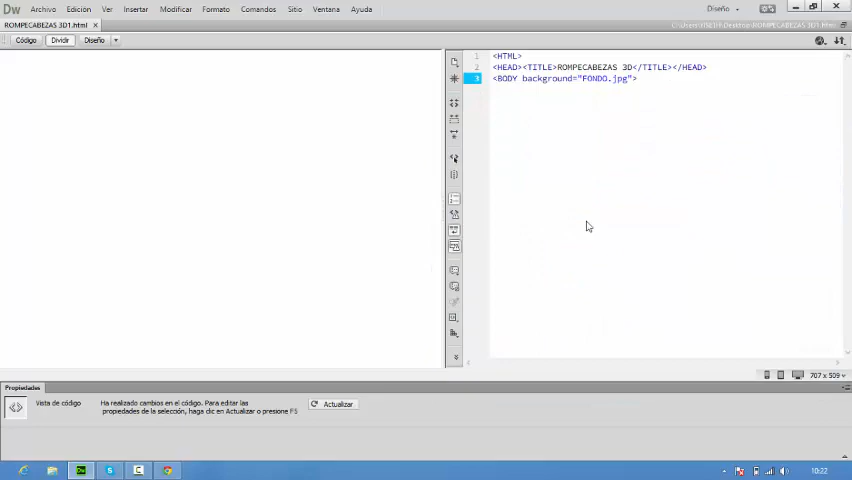 Dw Archivo Edición Ver Insertar Modificar Formato Comandos Sitio Ventana Ayuda Diseño
ROMPECABEZAS 3D1.html
Código Dividir Diseño
1 <HTML>
2 <HEAD><TITLE>ROMPECABEZAS 3D</TITLE></HEAD>
3 <BODY background="FONDO.jpg">
707 x 509
Propiedades
Vista de código
Ha realizado cambios en el código. Para editar las
propiedades de la selección, haga clic en Actualizar o presione F5
Actualizar
10:22